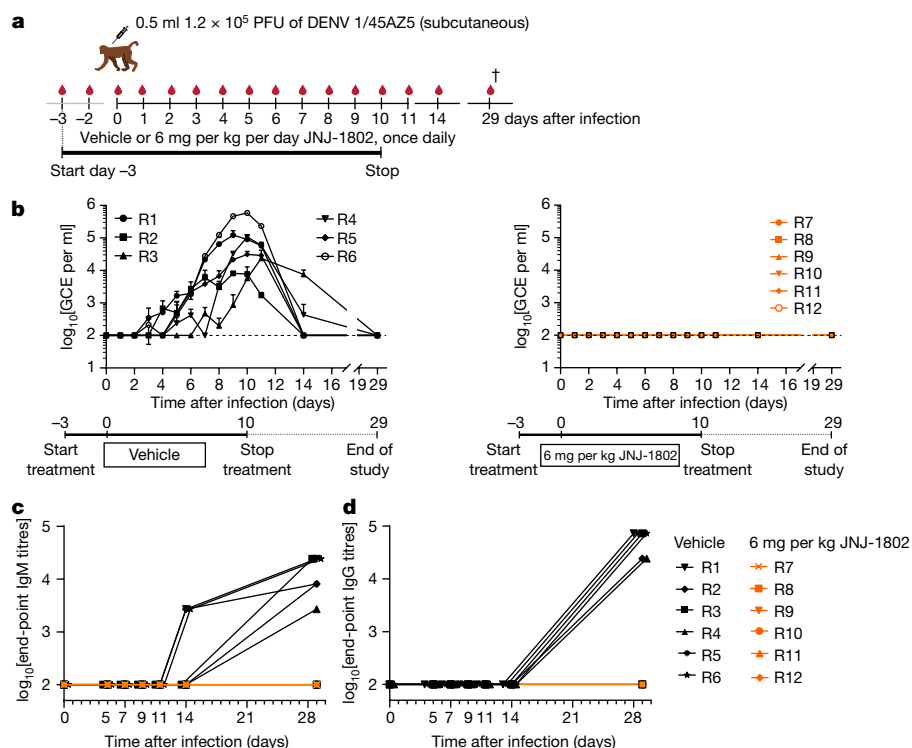 a
0.5 ml 1.2 × 10⁵ PFU of DENV 1/45AZ5 (subcutaneous)
†
−3 −2 0 1 2 3 4 5 6 7 8 9 10 11 14 29 days after infection
Vehicle or 6 mg per kg per day JNJ-1802, once daily
Start day −3 Stop
b
log₁₀[GCE per ml]
6
5
4
3
2
1
R1 R4
R2 R5
R3 R6
0 2 4 6 8 10 12 14 16 19 29
Time after infection (days)
−3 0 10 29
Start treatment
Vehicle
Stop treatment
End of study
log₁₀[GCE per ml]
6
5
4
3
2
1
R7
R8
R9
R10
R11
R12
0 2 4 6 8 10 12 14 16 19 29
Time after infection (days)
−3 0 10 29
Start treatment
6 mg per kg JNJ-1802
Stop treatment
End of study
c
log₁₀[end-point IgM titres]
5
4
3
2
0 5 7 9 11 14 21 28
Time after infection (days)
d
log₁₀[end-point IgG titres]
5
4
3
2
0 5 7 9 11 14 21 28
Time after infection (days)
Vehicle 6 mg per kg JNJ-1802
R1 R7
R2 R8
R3 R9
R4 R10
R5 R11
R6 R12